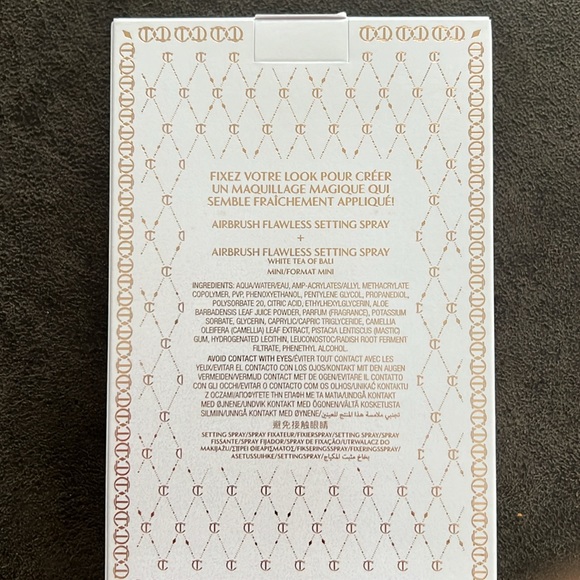 FIXEZ VOTRE LOOK POUR CRÉER
UN MAQUILLAGE MAGIQUE QUI
SEMBLE FRAÎCHEMENT APPLIQUÉ!
AIRBRUSH FLAWLESS SETTING SPRAY
+
AIRBRUSH FLAWLESS SETTING SPRAY
WHITE TEA OF BALI
MINI/FORMAT MINI
INGREDIENTS: AQUA/WATER/EAU, AMP-ACRYLATES/ALLYL METHACRYLATE
COPOLYMER, PVP, PHENOXYETHANOL, PENTYLENE GLYCOL, PROPANEDIOL,
POLYSORBATE 20, CITRIC ACID, ETHYLHEXYLGLYCERIN, ALOE
BARBADENSIS LEAF JUICE POWDER, PARFUM (FRAGRANCE), POTASSIUM
SORBATE, GLYCERIN, CAPRYLIC/CAPRIC TRIGLYCERIDE, CAMELLIA
OLEIFERA (CAMELLIA) LEAF EXTRACT, PISTACIA LENTISCUS (MASTIC)
GUM, HYDROGENATED LECITHIN, LEUCONOSTOC/RADISH ROOT FERMENT
FILTRATE, PHENETHYL ALCOHOL.
AVOID CONTACT WITH EYES/ÉVITER TOUT CONTACT AVEC LES
YEUX/EVITAR EL CONTACTO CON LOS OJOS/KONTAKT MIT DEN AUGEN
VERMEIDEN/VERMIJD CONTACT MET DE OGEN/EVITARE IL CONTATTO
CON GLI OCCHI/EVITAR O CONTACTO COM OS OLHOS/UNIKAĆ KONTAKTU
Z OCZAMI/ΑΠΟΦΥΓΕΤΕ ΤΗΝ ΕΠΑΦΗ ΜΕ ΤΑ ΜΑΤΙΑ/UNDGÅ KONTAKT
MED ØJNENE/UNDVIK KONTAKT MED ÖGONEN/VÄLTÄ KOSKETUSTA
SILMIIN/UNNGÅ KONTAKT MED ØYNENE/تجنبي ملامسة هذا المنتج للعينين
避免接触眼睛
SETTING SPRAY/SPRAY FIXATEUR/FIXIERSPRAY/SETTING SPRAY/SPRAY
FISSANTE/SPRAY FIJADOR/SPRAY DE FIXAÇÃO/UTRWALACZ DO
MAKIJAŻU/ΣΠΡΕΪ ΦΙΞΑΡΙΣΜΑΤΟΣ/FIKSERINGSSPRAY/FIXERINGSSPRAY/
ASETUSSUIHKE/SETTINGSPRAY/بخاخ مثبت المكياج